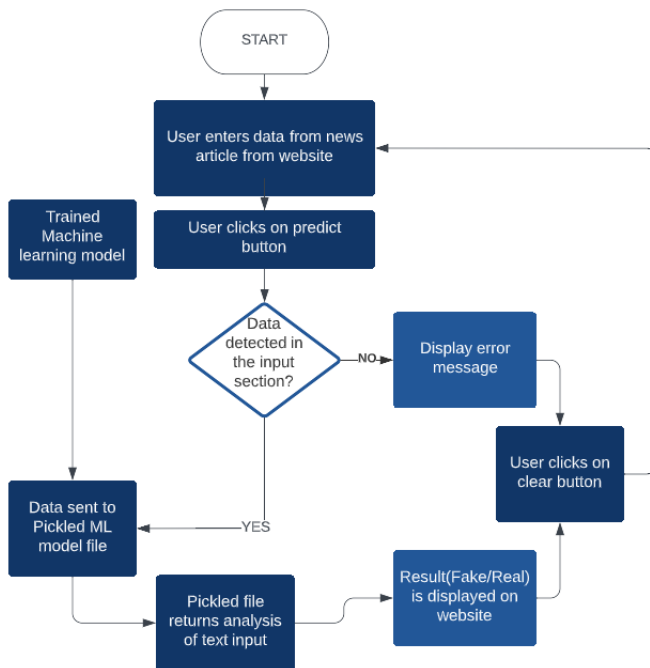 START
User enters data from news
article from website
Trained
Machine
learning model
User clicks on predict
button
Data
detected in
the input
section?
NO
Display error
message
User clicks on
clear button
YES
Data sent to
Pickled ML
model file
Pickled file
returns analysis
of text input
Result(Fake/Real)
is displayed on
website